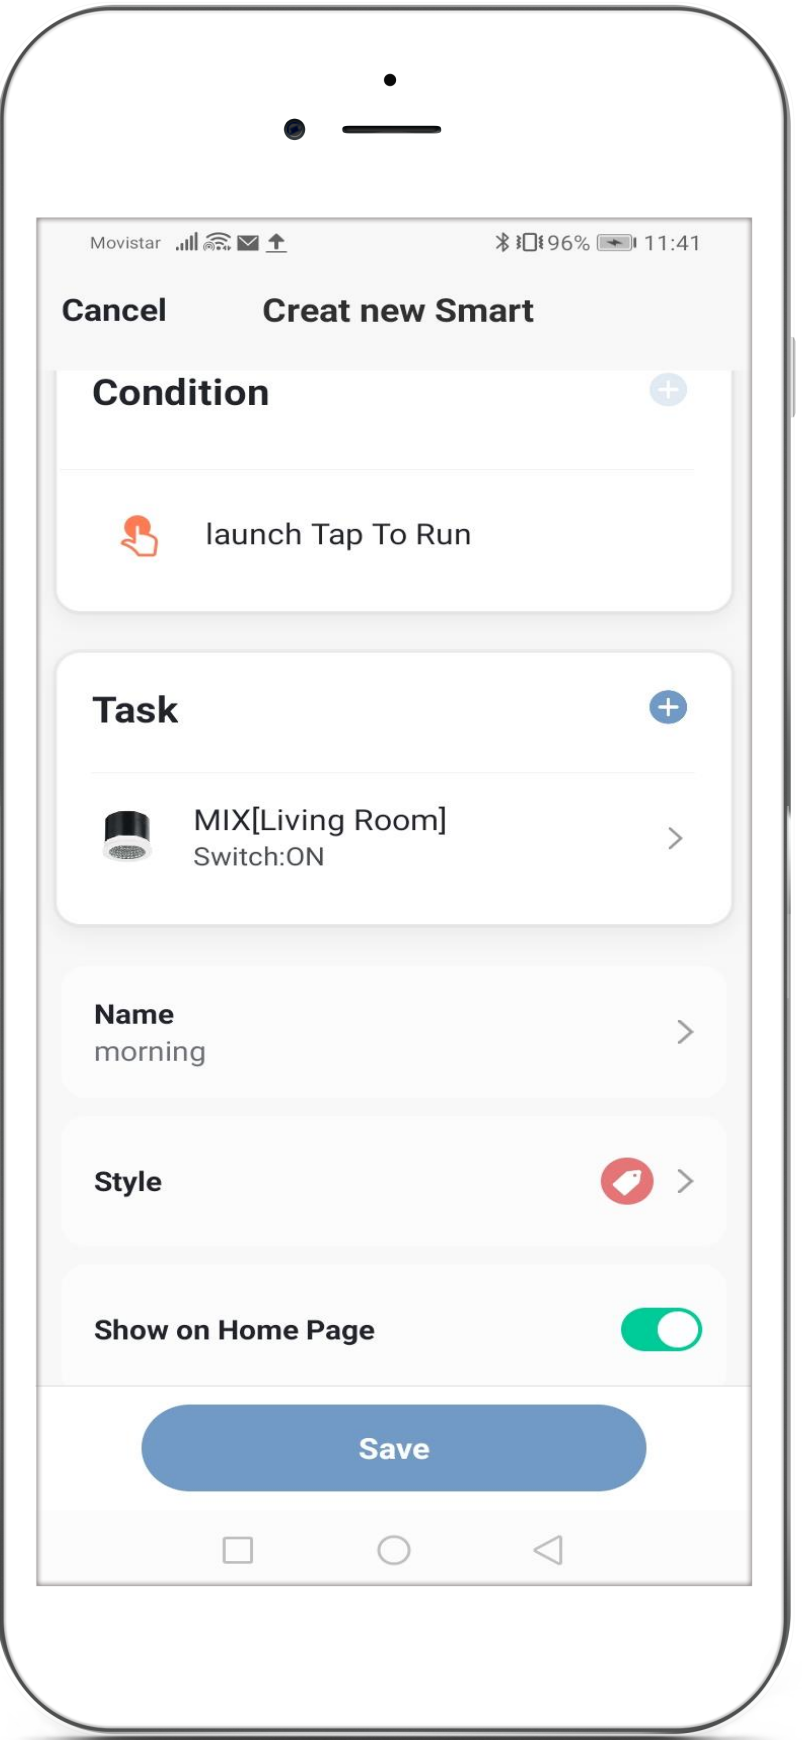 Movistar 96% 11:41
Cancel Creat new Smart
Condition
launch Tap To Run
Task
MIX[Living Room]
Switch:ON
Name
morning
Style
Show on Home Page
Save